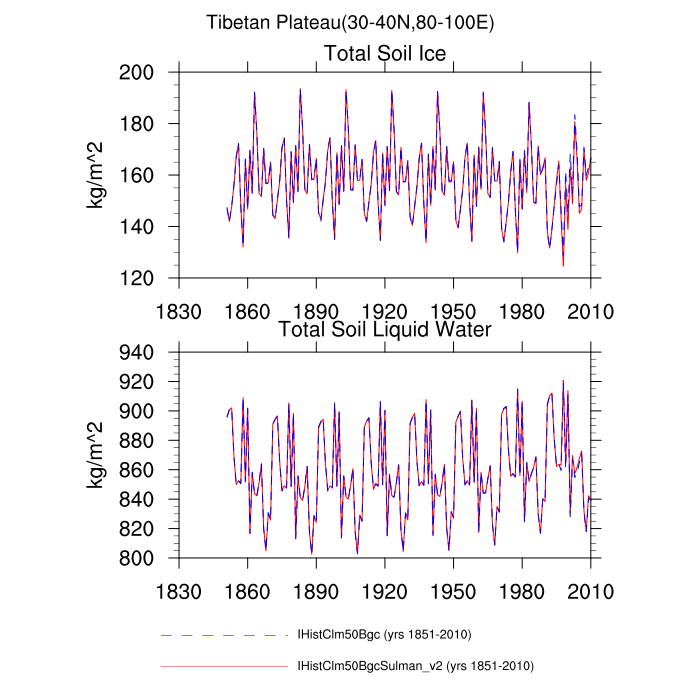 Tibetan Plateau(30-40N,80-100E)
Total Soil Ice
kg/m^2
200
180
160
140
120
1830 1860 1890 1920 1950 1980 2010
Total Soil Liquid Water
kg/m^2
940
920
900
880
860
840
820
800
1830 1860 1890 1920 1950 1980 2010
IHistClm50Bgc (yrs 1851-2010)
IHistClm50BgcSulman_v2 (yrs 1851-2010)